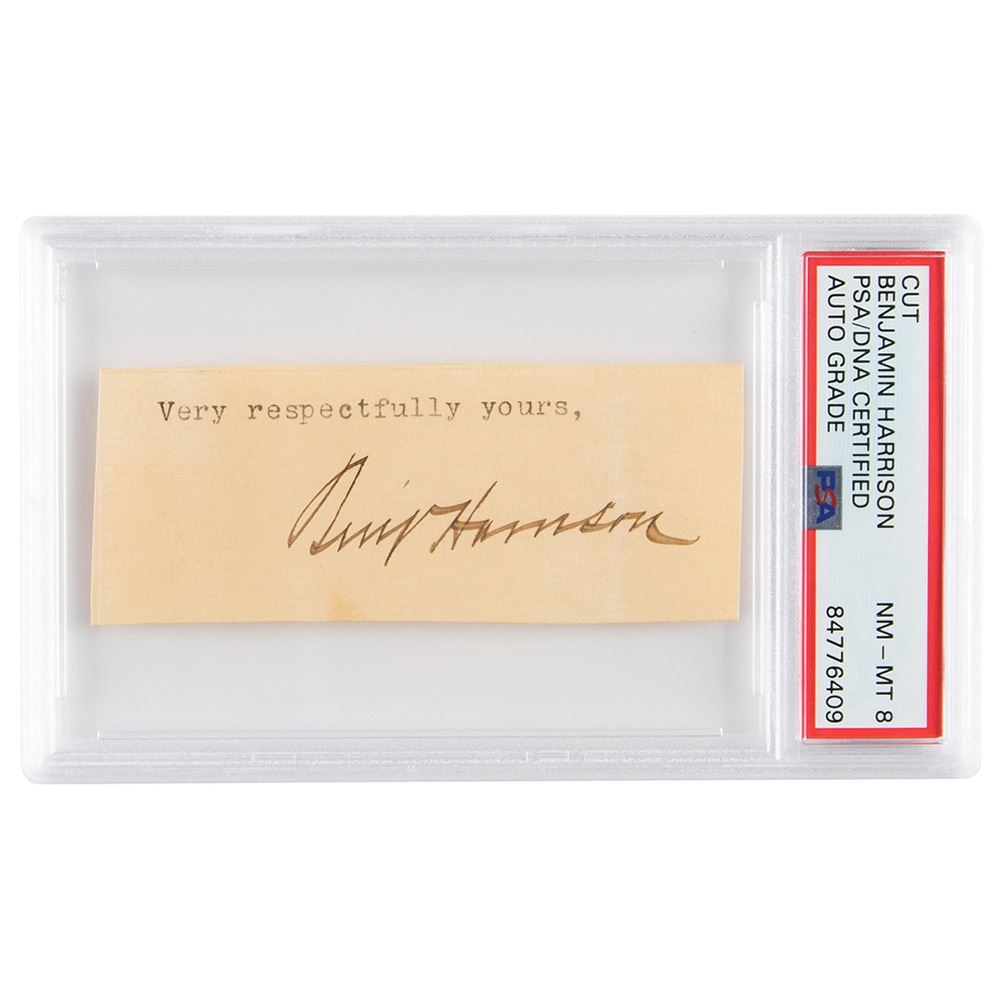 Very respectfully yours,
Benj Harrison
CUT
BENJAMIN HARRISON
PSA/DNA CERTIFIED
AUTO GRADE
PSA
NM – MT 8
84776409